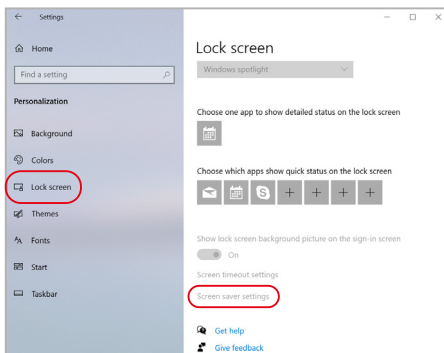 Settings
Home
Find a setting
Personalization
Background
Colors
Lock screen
Themes
Fonts
Start
Taskbar
Lock screen
Windows spotlight
Choose one app to show detailed status on the lock screen
Choose which apps show quick status on the lock screen
Show lock screen background picture on the sign-in screen
On
Screen timeout settings
Screen saver settings
Get help
Give feedback